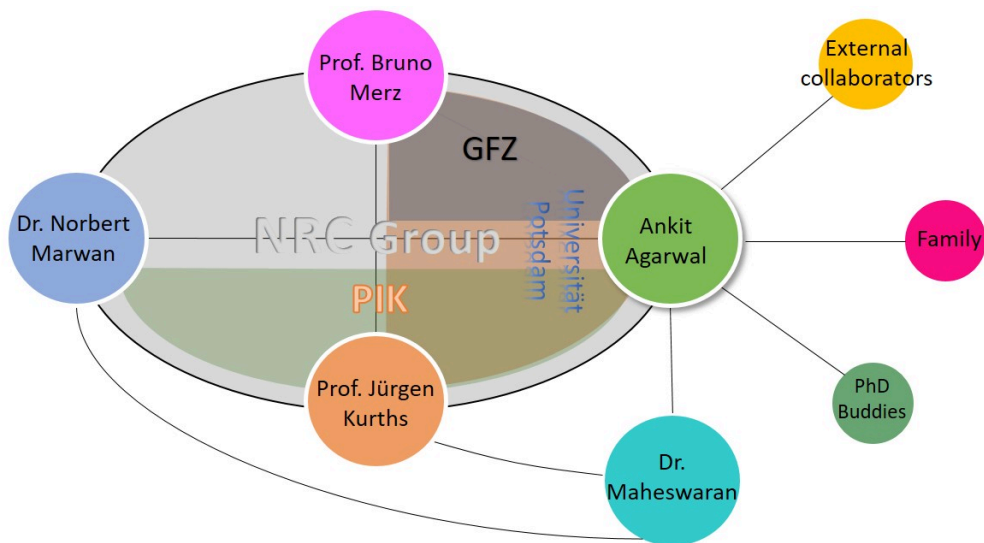 External
collaborators
Prof. Bruno
Merz
GFZ
Dr. Norbert
Marwan
NRC Group
Universität
Potsdam
Ankit
Agarwal
Family
PIK
Prof. Jürgen
Kurths
PhD
Buddies
Dr.
Maheswaran